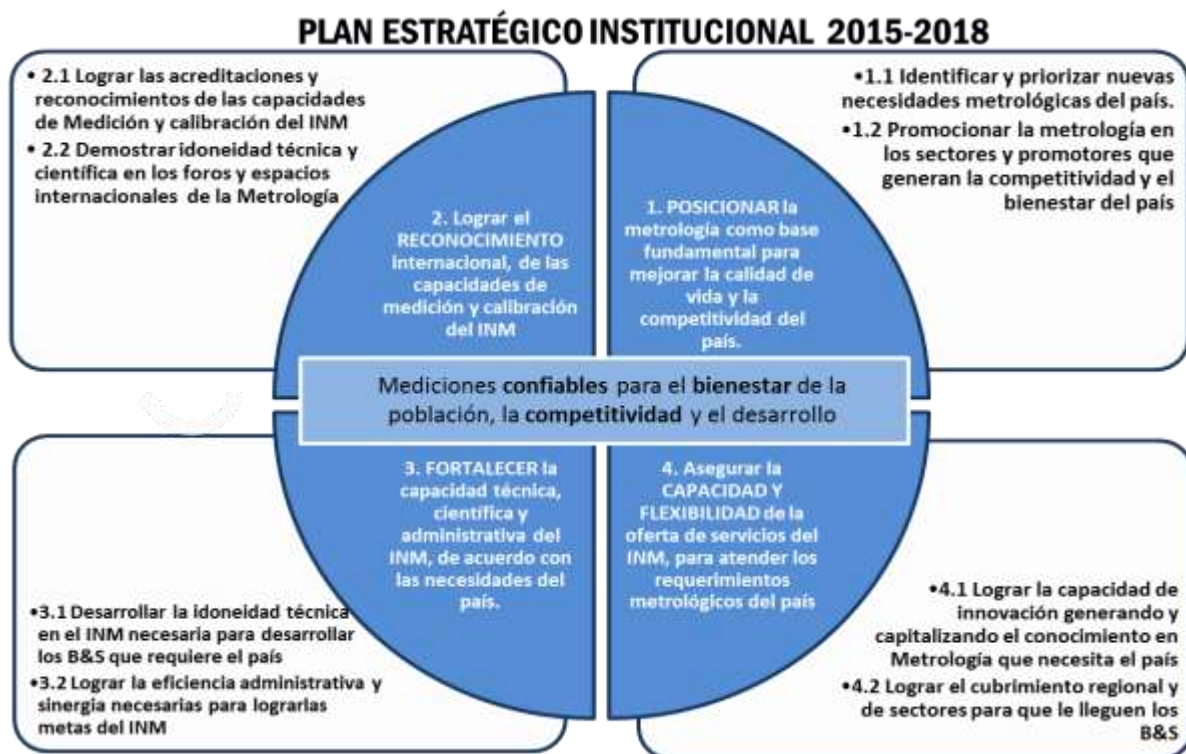 PLAN ESTRATÉGICO INSTITUCIONAL 2015-2018
• 2.1 Lograr las acreditaciones y
reconocimientos de las capacidades
de Medición y calibración del INM
• 2.2 Demostrar idoneidad técnica y
científica en los foros y espacios
internacionales de la Metrología
•1.1 Identificar y priorizar nuevas
necesidades metrológicas del país.
•1.2 Promocionar la metrología en
los sectores y promotores que
generan la competitividad y el
bienestar del país
2. Lograr el
RECONOCIMIENTO
internacional, de las
capacidades de
medición y calibración
del INM
1. POSICIONAR la
metrología como base
fundamental para
mejorar la calidad de
vida y la
competitividad del
país.
Mediciones confiables para el bienestar de la
población, la competitividad y el desarrollo
3. FORTALECER la
capacidad técnica,
científica y
administrativa del
INM, de acuerdo con
las necesidades del
país.
4. Asegurar la
CAPACIDAD Y
FLEXIBILIDAD de la
oferta de servicios del
INM, para atender los
requerimientos
metrológicos del país
•3.1 Desarrollar la idoneidad técnica
en el INM necesaria para desarrollar
los B&S que requiere el país
•3.2 Lograr la eficiencia administrativa y
sinergia necesarias para lograrlas
metas del INM
•4.1 Lograr la capacidad de
innovación generando y
capitalizando el conocimiento en
Metrología que necesita el país
•4.2 Lograr el cubrimiento regional y
de sectores para que le lleguen los
B&S